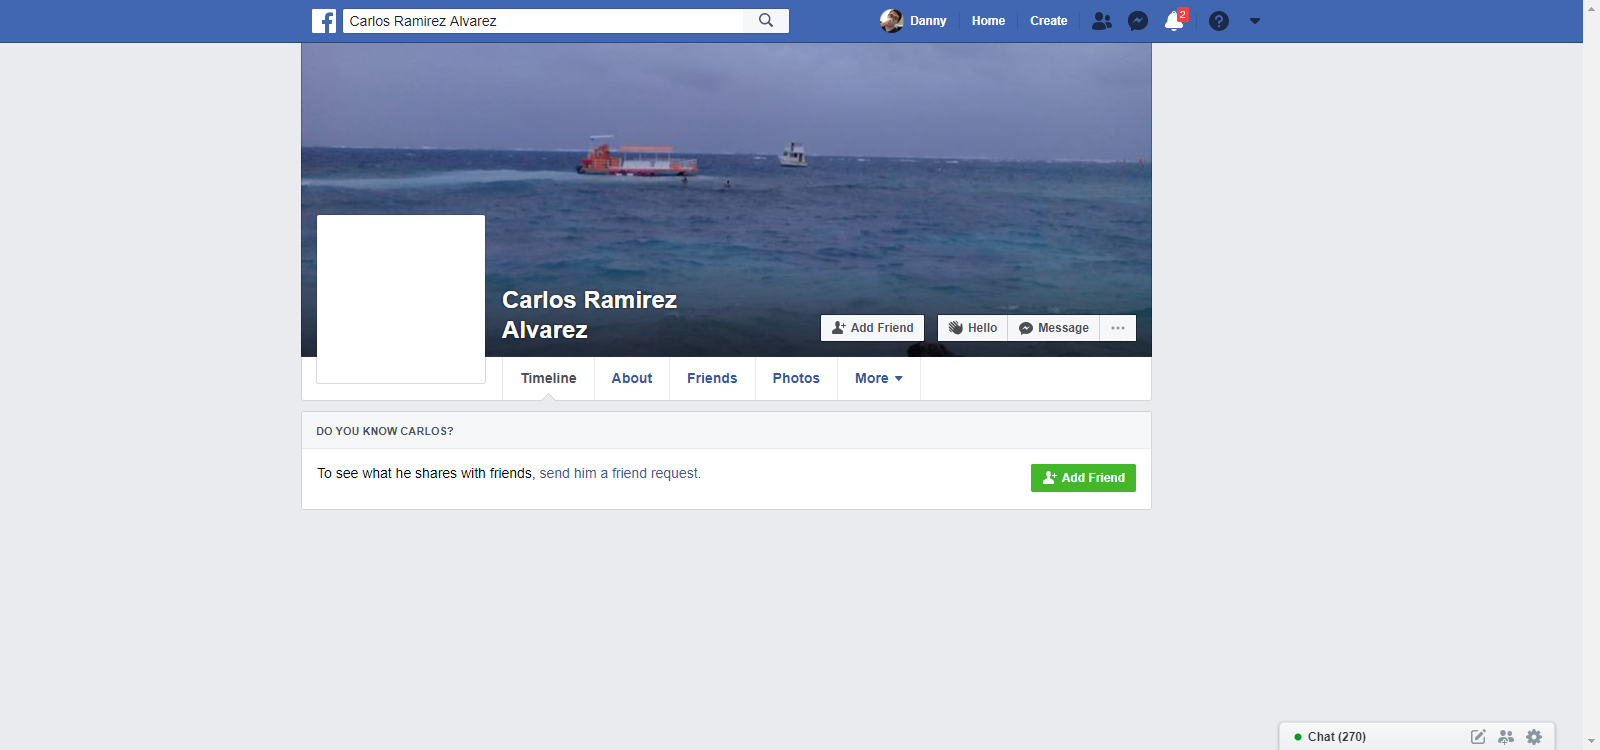 Carlos Ramirez Alvarez
Danny
Home
Create
2
Carlos Ramirez
Alvarez
Add Friend
Hello
Message
Timeline
About
Friends
Photos
More
DO YOU KNOW CARLOS?
To see what he shares with friends, send him a friend request.
Add Friend
Chat (270)